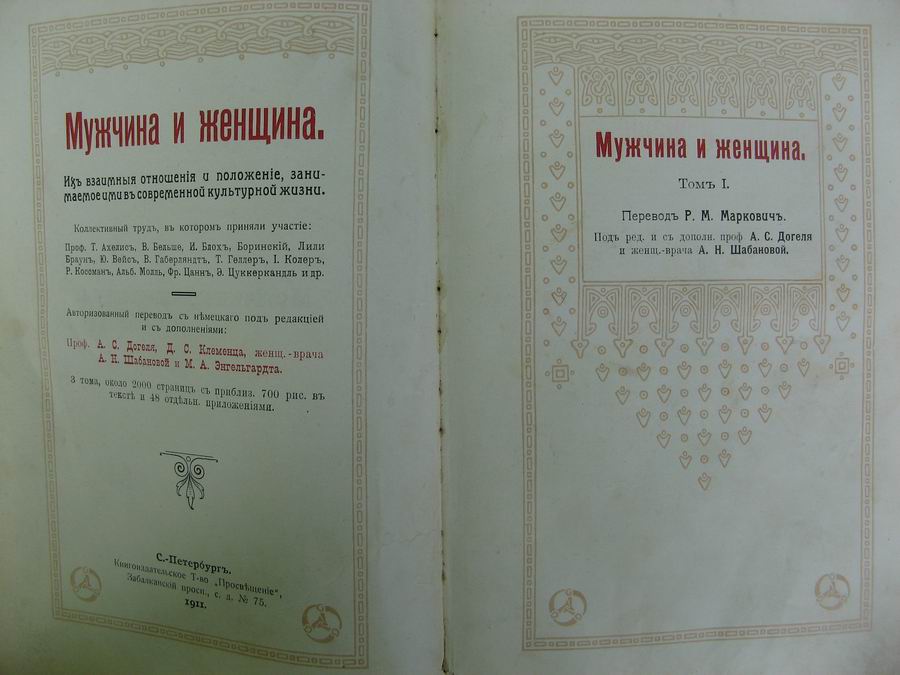 Мужчина и женщина.
Ихъ взаимныя отношенія и положеніе, зани-
маемое ими въ современной культурной жизни.
Коллективный трудъ, въ которомъ приняли участіе:
Проф. Т. Ахелисъ, В. Бельше, И. Блохъ, Боринскій, Лили
Браунъ, Ю. Вейсъ, В. Габерляндтъ, Т. Геллеръ, І. Колеръ,
Р. Коссманъ, Альб. Молль, Фр. Цаннъ, Э. Цуккеркандль и др.
Авторизованный переводъ съ нѣмецкаго подъ редакціей
и съ дополненіями:
Проф. А. С. Догеля, Д. С. Клеменца, женщ.-врача
А. Н. Шабановой и М. А. Энгельгардта.
3 тома, около 2000 страницъ съ приблиз. 700 рис. въ
текстѣ и 48 отдѣльн. приложеніями.
С.-Петербургъ.
Книгоиздательское Т-во „Просвѣщеніе“,
Забалканскій просп., с. д. № 75.
1911.
Мужчина и женщина.
Томъ I.
Переводъ Р. М. Марковичъ.
Подъ ред. и съ дополн. проф А. С. Догеля
и женщ.-врача А. Н. Шабановой.